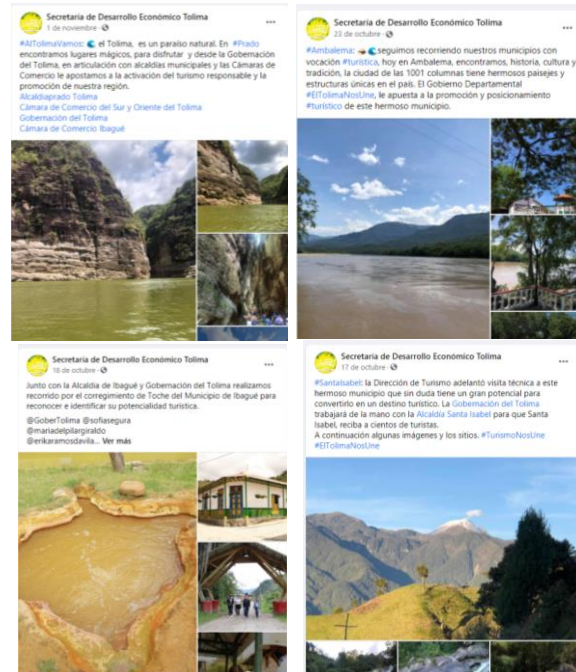 Secretaría de Desarrollo Económico Tolima
1 de noviembre ·
#AlTolimaVamos: el Tolima, es un paraíso natural. En #Prado
encontramos lugares mágicos, para disfrutar y desde la Gobernación
del Tolima, en articulación con alcaldías municipales y las Cámaras de
Comercio le apostamos a la activación del turismo responsable y la
promoción de nuestra región.
Alcaldiaprado Tolima
Cámara de Comercio del Sur y Oriente del Tolima
Gobernación del Tolima
Cámara de Comercio Ibagué
Secretaría de Desarrollo Económico Tolima
23 de octubre ·
#Ambalema: seguimos recorriendo nuestros municipios con
vocación #turística, hoy en Ambalema, encontramos, historia, cultura y
tradición, la ciudad de las 1001 columnas tiene hermosos paisejes y
estructuras únicas en el país. El Gobierno Departamental
#ElTolimaNosUne, le apuesta a la promoción y posicionamiento
#turístico de este hermoso municipio.
Secretaría de Desarrollo Económico Tolima
18 de octubre ·
Junto con la Alcaldía de Ibagué y Gobernación del Tolima realizamos
recorrido por el corregimiento de Toche del Municipio de Ibagué para
reconocer e identificar su potencialidad turística.
@GoberTolima @sofiasegura
@mariadelpilargiraldo
@erikaramosdavila... Ver más
Secretaría de Desarrollo Económico Tolima
17 de octubre ·
#SantaIsabel: la Dirección de Turismo adelantó visita técnica a este
hermoso municipio que sin duda tiene un gran potencial para
convertirlo en un destino turístico. La Gobernación del Tolima
trabajará de la mano con la Alcaldía Santa Isabel para que Santa
Isabel, reciba a cientos de turistas.
A continuación algunas imágenes y los sitios. #TurismoNosUne
#ElTolimaNosUne